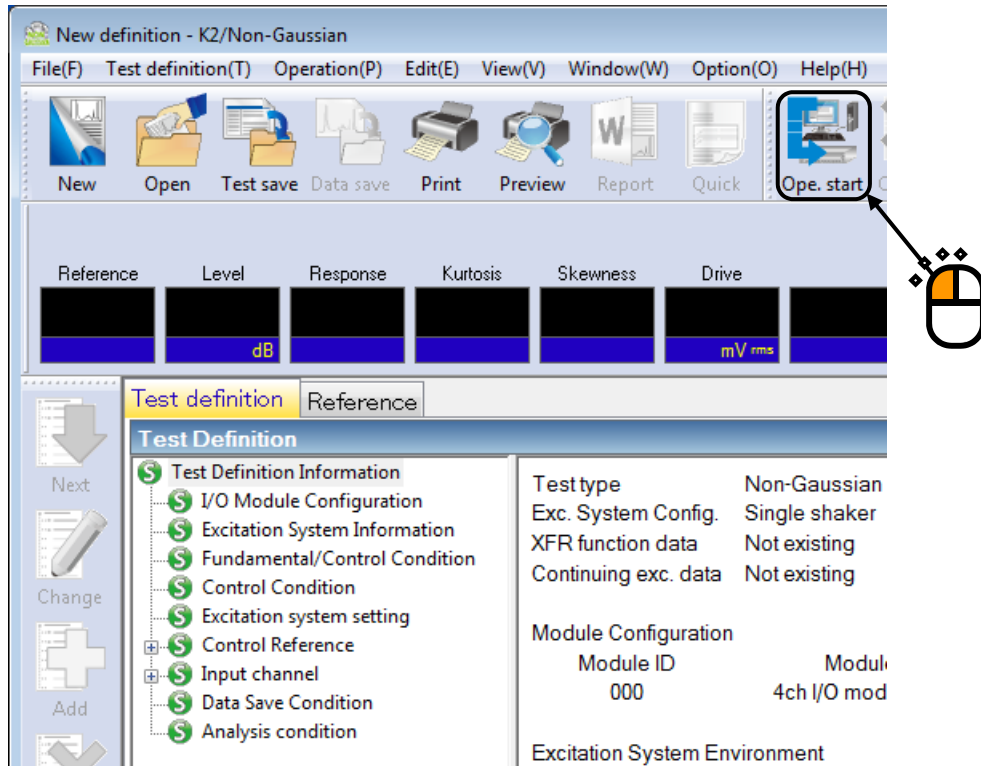 New definition - K2/Non-Gaussian
File(F) Test definition(T) Operation(P) Edit(E) View(V) Window(W) Option(O) Help(H)
W
New Open Test save Data save Print Preview Report Quick Ope. start
Reference Level Response Kurtosis Skewness Drive
dB mV rms
Test definition Reference
Test Definition
Next
Change
Add
S Test Definition Information
S I/O Module Configuration
S Excitation System Information
S Fundamental/Control Condition
S Control Condition
S Excitation system setting
S Control Reference
S Input channel
S Data Save Condition
S Analysis condition
Test type Non-Gaussian
Exc. System Config. Single shaker
XFR function data Not existing
Continuing exc. data Not existing
Module Configuration
Module ID Modul
000 4ch I/O mod
Excitation System Environment